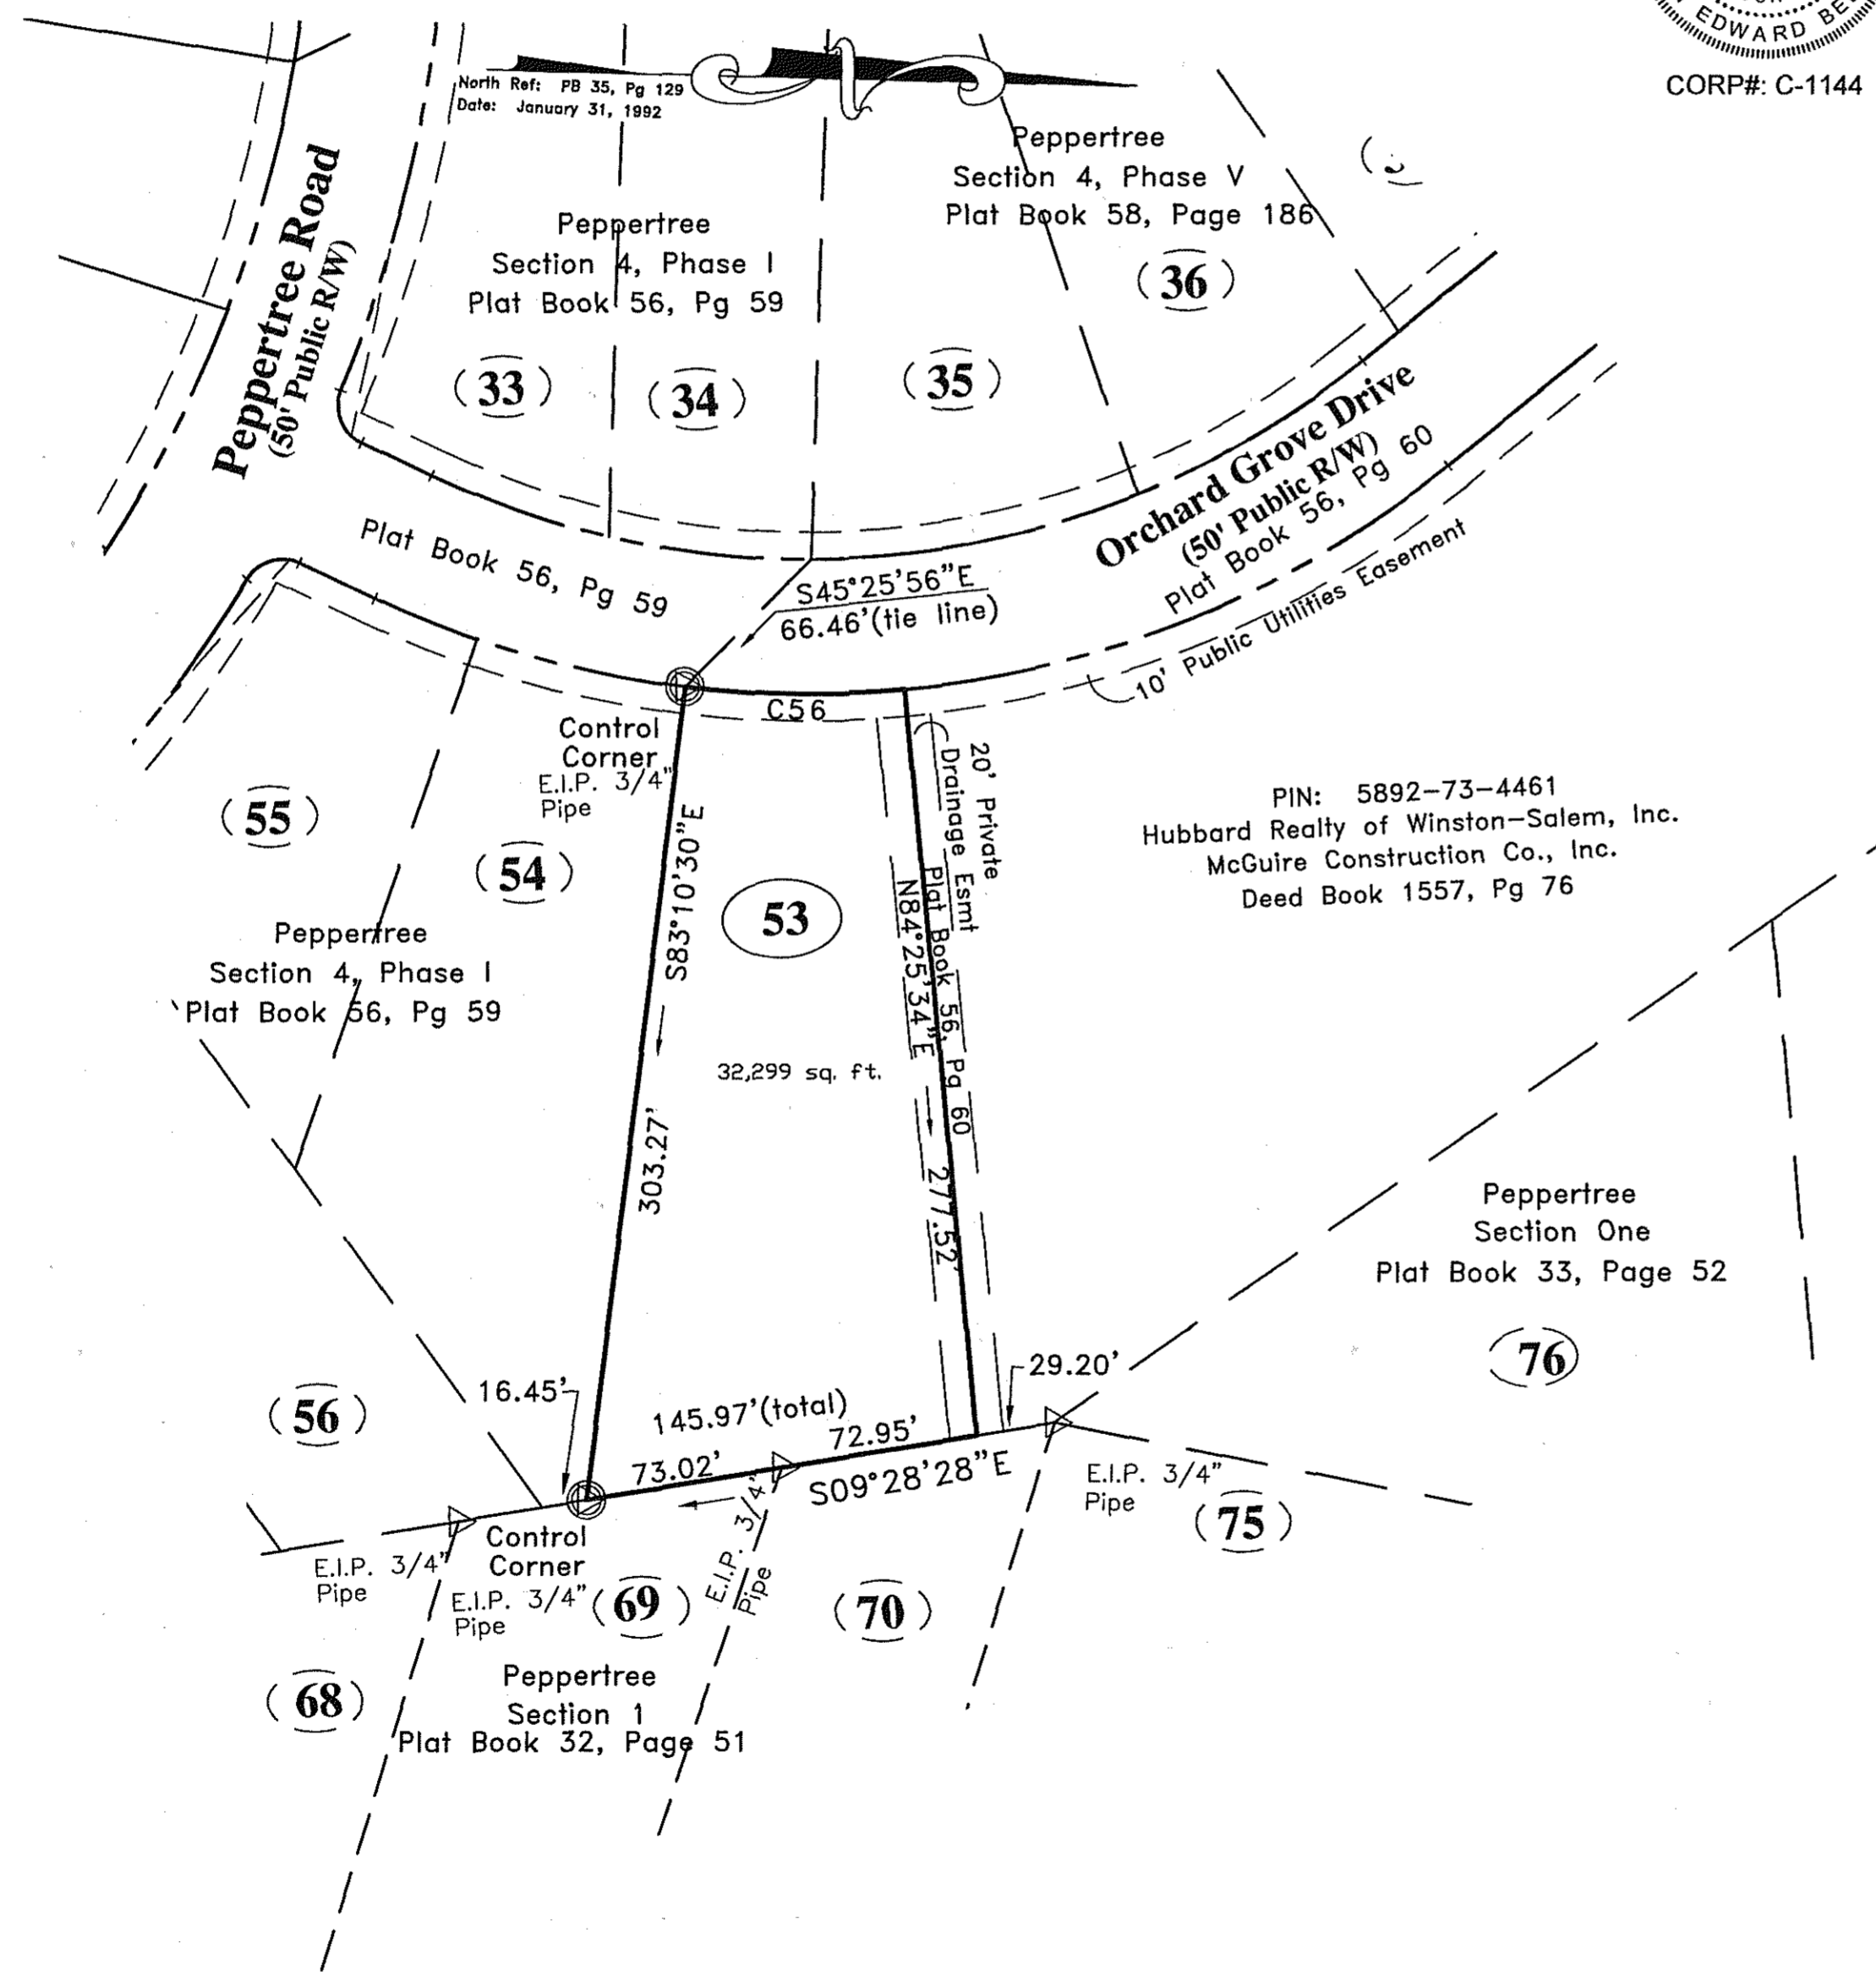 EDWARD
CORP#: C-1144
North Ref: PB 35, Pg 129
Date: January 31, 1992
Peppertree
Section 4, Phase V
Plat Book 58, Page 186
(36)
Peppertree Road
(50' Public R/W)
Peppertree
Section 4, Phase I
Plat Book 56, Pg 59
(33)
(34)
(35)
Orchard Grove Drive
(50' Public R/W)
Plat Book 56, Pg 60
10' Public Utilities Easement
Plat Book 56, Pg 59
S45°25'56"E
66.46'(tie line)
C56
Control
Corner
E.I.P. 3/4"
Pipe
20' Private
Drainage Esmt
Plat Book 56, Pg 60
PIN: 5892-73-4461
Hubbard Realty of Winston-Salem, Inc.
McGuire Construction Co., Inc.
Deed Book 1557, Pg 76
(55)
(54)
53
S83°10'30"E
303.27'
N84°25'34"E
277.52'
Peppertree
Section 4, Phase I
Plat Book 56, Pg 59
32,299 sq. ft.
Peppertree
Section One
Plat Book 33, Page 52
(76)
29.20'
16.45'
(56)
145.97'(total)
72.95'
73.02'
S09°28'28"E
E.I.P. 3/4"
Pipe
(75)
Control
Corner
E.I.P. 3/4"
Pipe
E.I.P. 3/4"
Pipe
E.I.P. 3/4"
Pipe
(69)
(70)
(68)
Peppertree
Section 1
Plat Book 32, Page 51